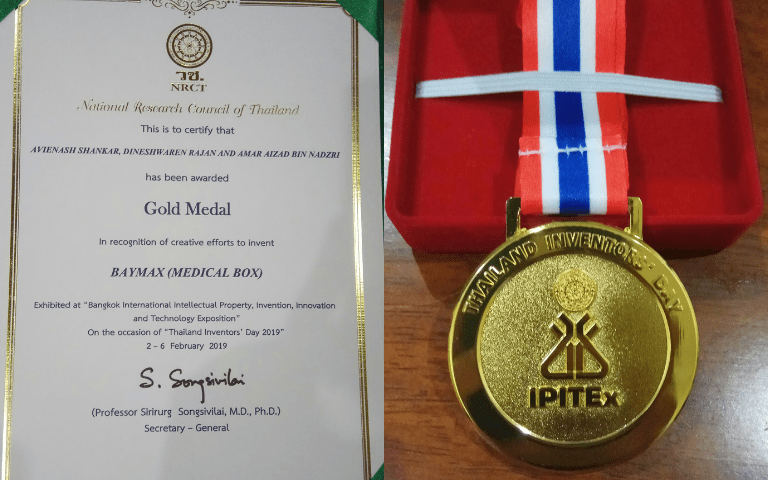 วช.
NRCT
National Research Council of Thailand
This is to certify that
AVIENASH SHANKAR, DINESHWAREN RAJAN AND AMAR AIZAD BIN NADZRI
has been awarded
Gold Medal
In recognition of creative efforts to invent
BAYMAX (MEDICAL BOX)
Exhibited at "Bangkok International Intellectual Property, Invention, Innovation
and Technology Exposition"
On the occasion of "Thailand Inventors' Day 2019"
2 – 6 February 2019
S. Songsivilai
(Professor Sirirurg Songsivilai, M.D., Ph.D.)
Secretary – General
THAILAND INVENTORS' DAY
IPITEx